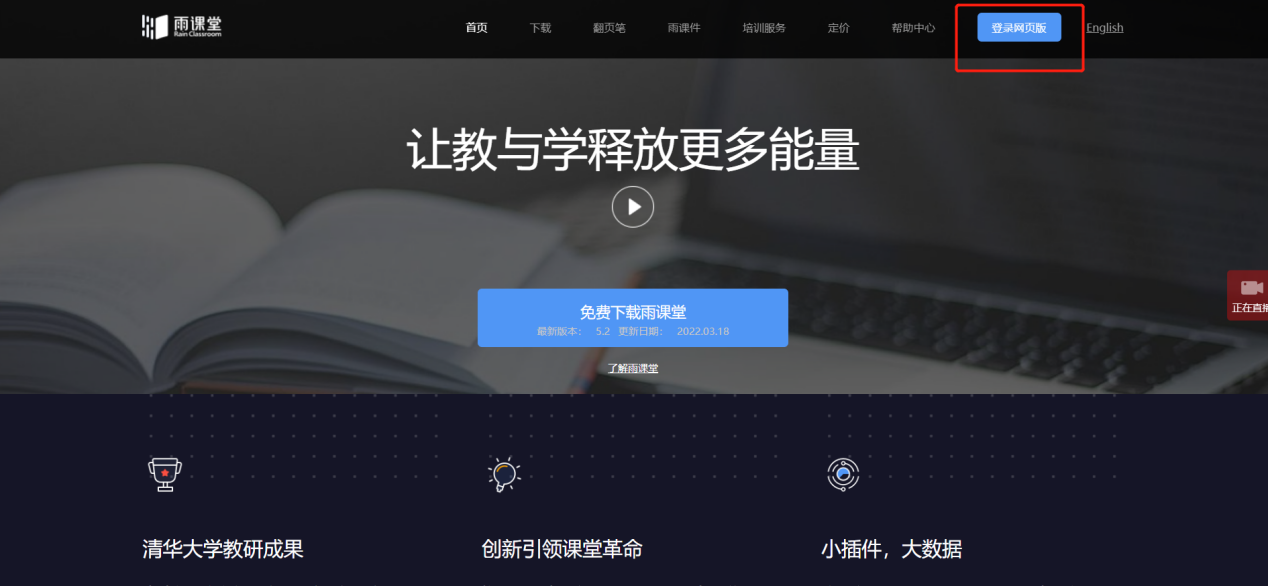 雨课堂
Rain Classroom
首页 下载 翻页笔 雨课件 培训服务 定价 帮助中心 登录网页版 English
让教与学释放更多能量
免费下载雨课堂
最新版本： 5.2 更新日期： 2022.03.18
了解雨课堂
正在直播
清华大学教研成果 创新引领课堂革命 小插件，大数据